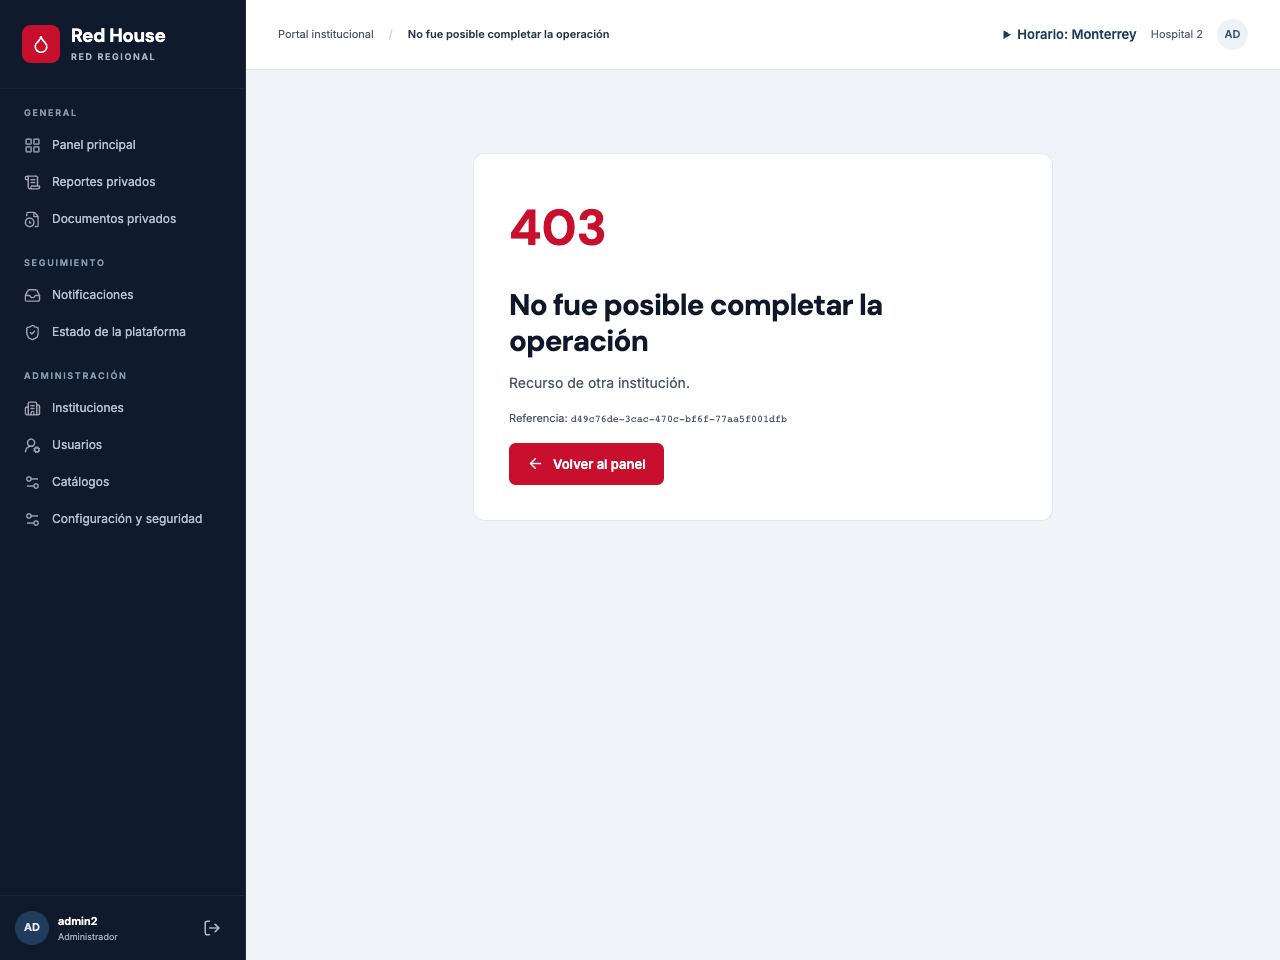 Red House
RED REGIONAL
GENERAL
Panel principal
Reportes privados
Documentos privados
SEGUIMIENTO
Notificaciones
Estado de la plataforma
ADMINISTRACIÓN
Instituciones
Usuarios
Catálogos
Configuración y seguridad
AD
admin2
Administrador
Portal institucional / No fue posible completar la operación
Horario: Monterrey Hospital 2 AD
403
No fue posible completar la
operación
Recurso de otra institución.
Referencia: d49c76de-3cac-470c-bf6f-77aa5f001dfb
Volver al panel